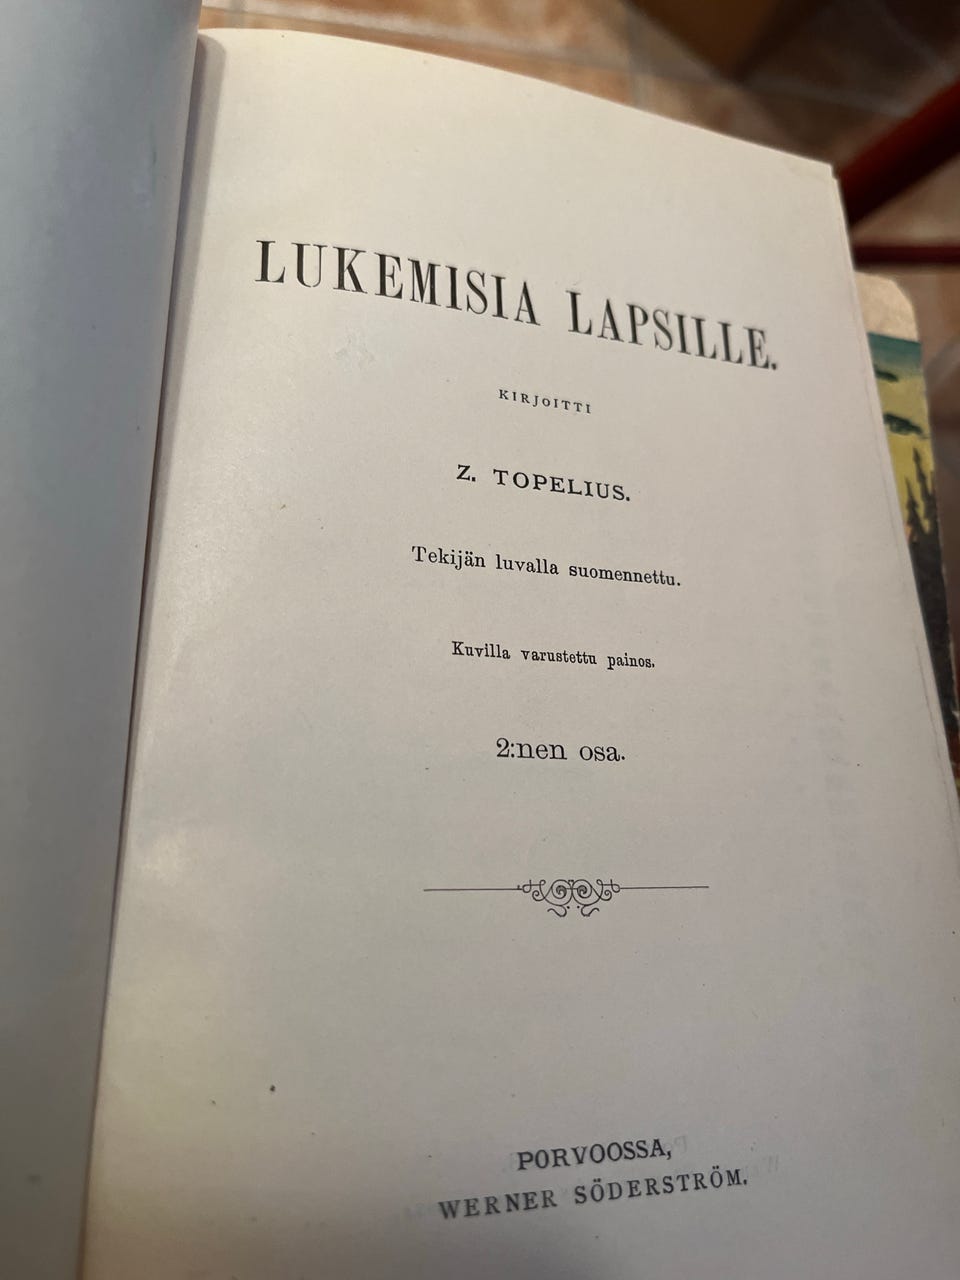 LUKEMISIA LAPSILLE.
KIRJOITTI
Z. TOPELIUS.
Tekijän luvalla suomennettu.
Kuvilla varustettu painos.
2:nen osa.
PORVOOSSA,
WERNER SÖDERSTRÖM.